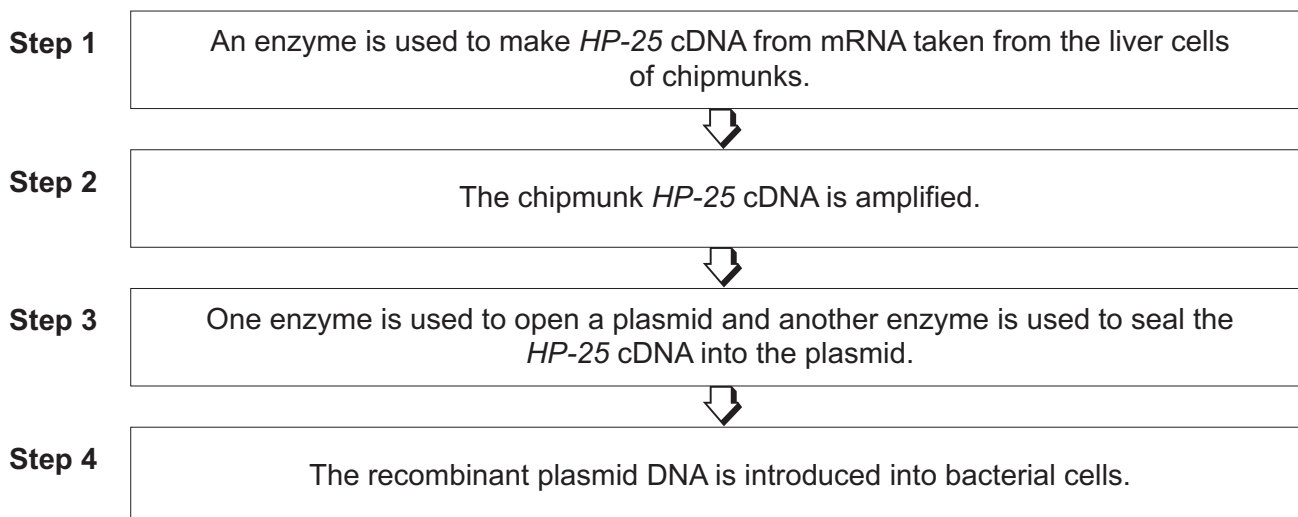 Step 1
An enzyme is used to make HP-25 cDNA from mRNA taken from the liver cells
of chipmunks.
Step 2
The chipmunk HP-25 cDNA is amplified.
Step 3
One enzyme is used to open a plasmid and another enzyme is used to seal the
HP-25 cDNA into the plasmid.
Step 4
The recombinant plasmid DNA is introduced into bacterial cells.